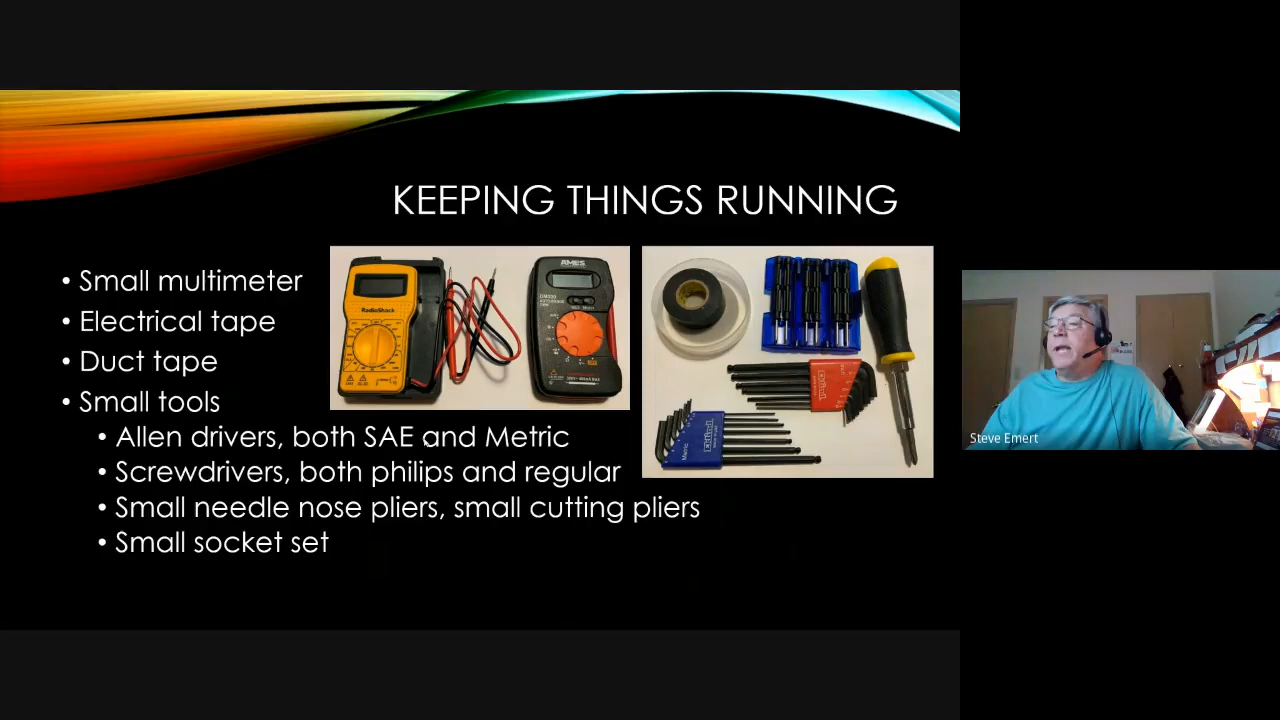 KEEPING THINGS RUNNING
• Small multimeter
• Electrical tape
• Duct tape
• Small tools
• Allen drivers, both SAE and Metric
• Screwdrivers, both philips and regular
• Small needle nose pliers, small cutting pliers
• Small socket set
RadioShack
AMES
Metric
Steve Emert